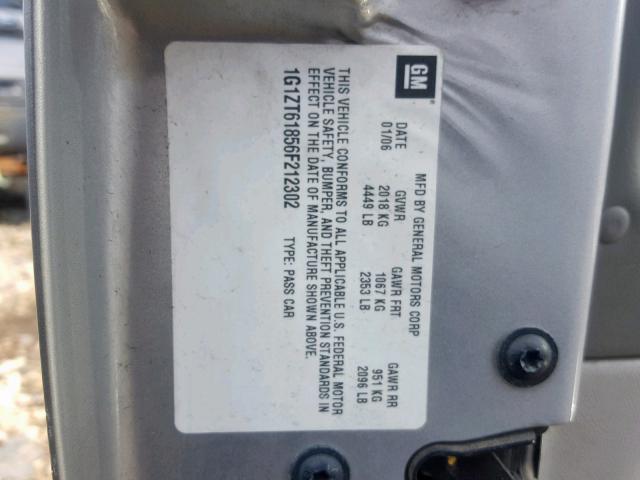 GM
MFD BY GENERAL MOTORS CORP
DATE GVWR GAWR FRT GAWR RR
01/06 2018 KG 1067 KG 951 KG
4449 LB 2353 LB 2096 LB
THIS VEHICLE CONFORMS TO ALL APPLICABLE U.S. FEDERAL MOTOR
VEHICLE SAFETY, BUMPER, AND THEFT PREVENTION STANDARDS IN
EFFECT ON THE DATE OF MANUFACTURE SHOWN ABOVE.
1G1ZT61856F212302 TYPE: PASS CAR